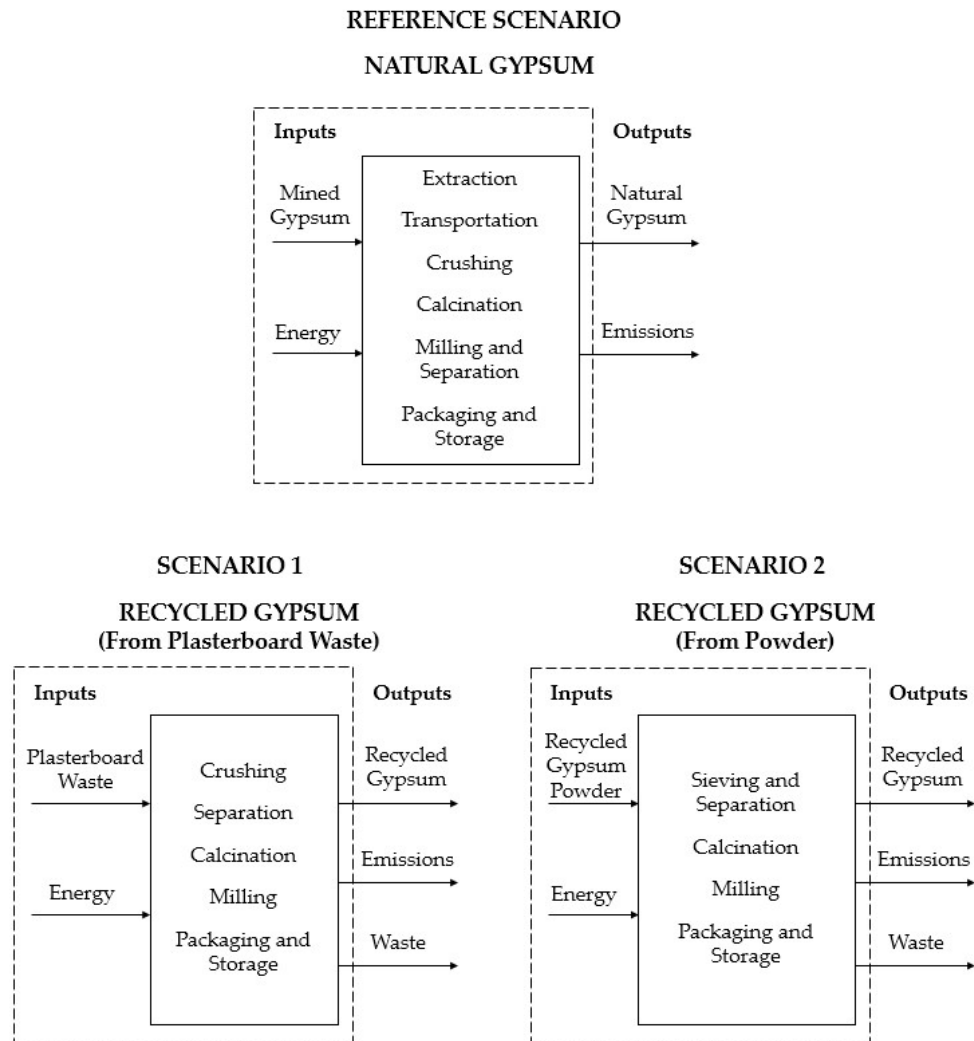 REFERENCE SCENARIO
NATURAL GYPSUM
Inputs
Outputs
Mined
Gypsum
Energy
Extraction
Transportation
Crushing
Calcination
Milling and
Separation
Packaging and
Storage
Natural
Gypsum
Emissions
SCENARIO 1
RECYCLED GYPSUM
(From Plasterboard Waste)
Inputs
Outputs
Plasterboard
Waste
Energy
Crushing
Separation
Calcination
Milling
Packaging and
Storage
Recycled
Gypsum
Emissions
Waste
SCENARIO 2
RECYCLED GYPSUM
(From Powder)
Inputs
Outputs
Recycled
Gypsum
Powder
Energy
Sieving and
Separation
Calcination
Milling
Packaging and
Storage
Recycled
Gypsum
Emissions
Waste